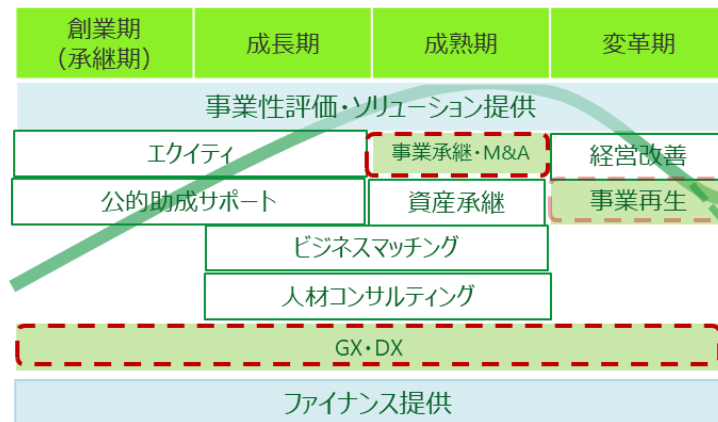 創業期
(承継期)
成長期
成熟期
変革期
事業性評価・ソリューション提供
エクイティ
事業承継・M&A
経営改善
公的助成サポート
資産承継
事業再生
ビジネスマッチング
人材コンサルティング
GX・DX
ファイナンス提供